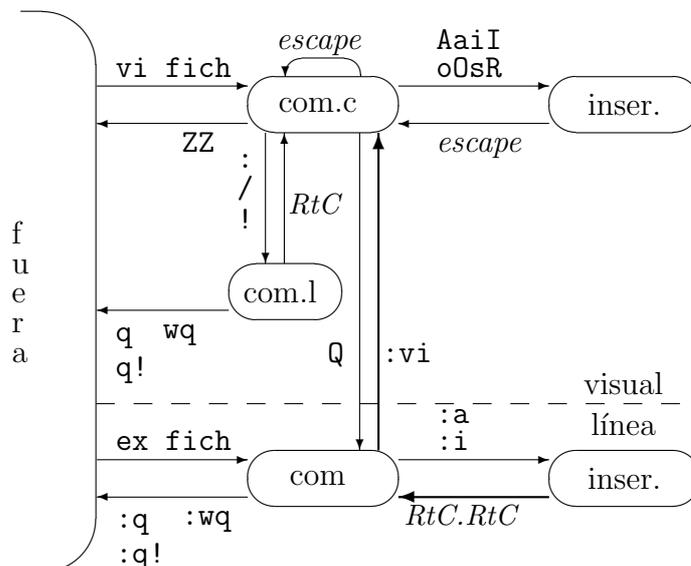 escape
AaiI
oOsR
vi fich
com.c
inser.
ZZ
escape
:
/
!
RtC
f
u
e
r
a
com.l
q wq
q!
Q
:vi
visual
línea
:a
:i
ex fich
com
inser.
:q :wq
:q!
RtC.RtC